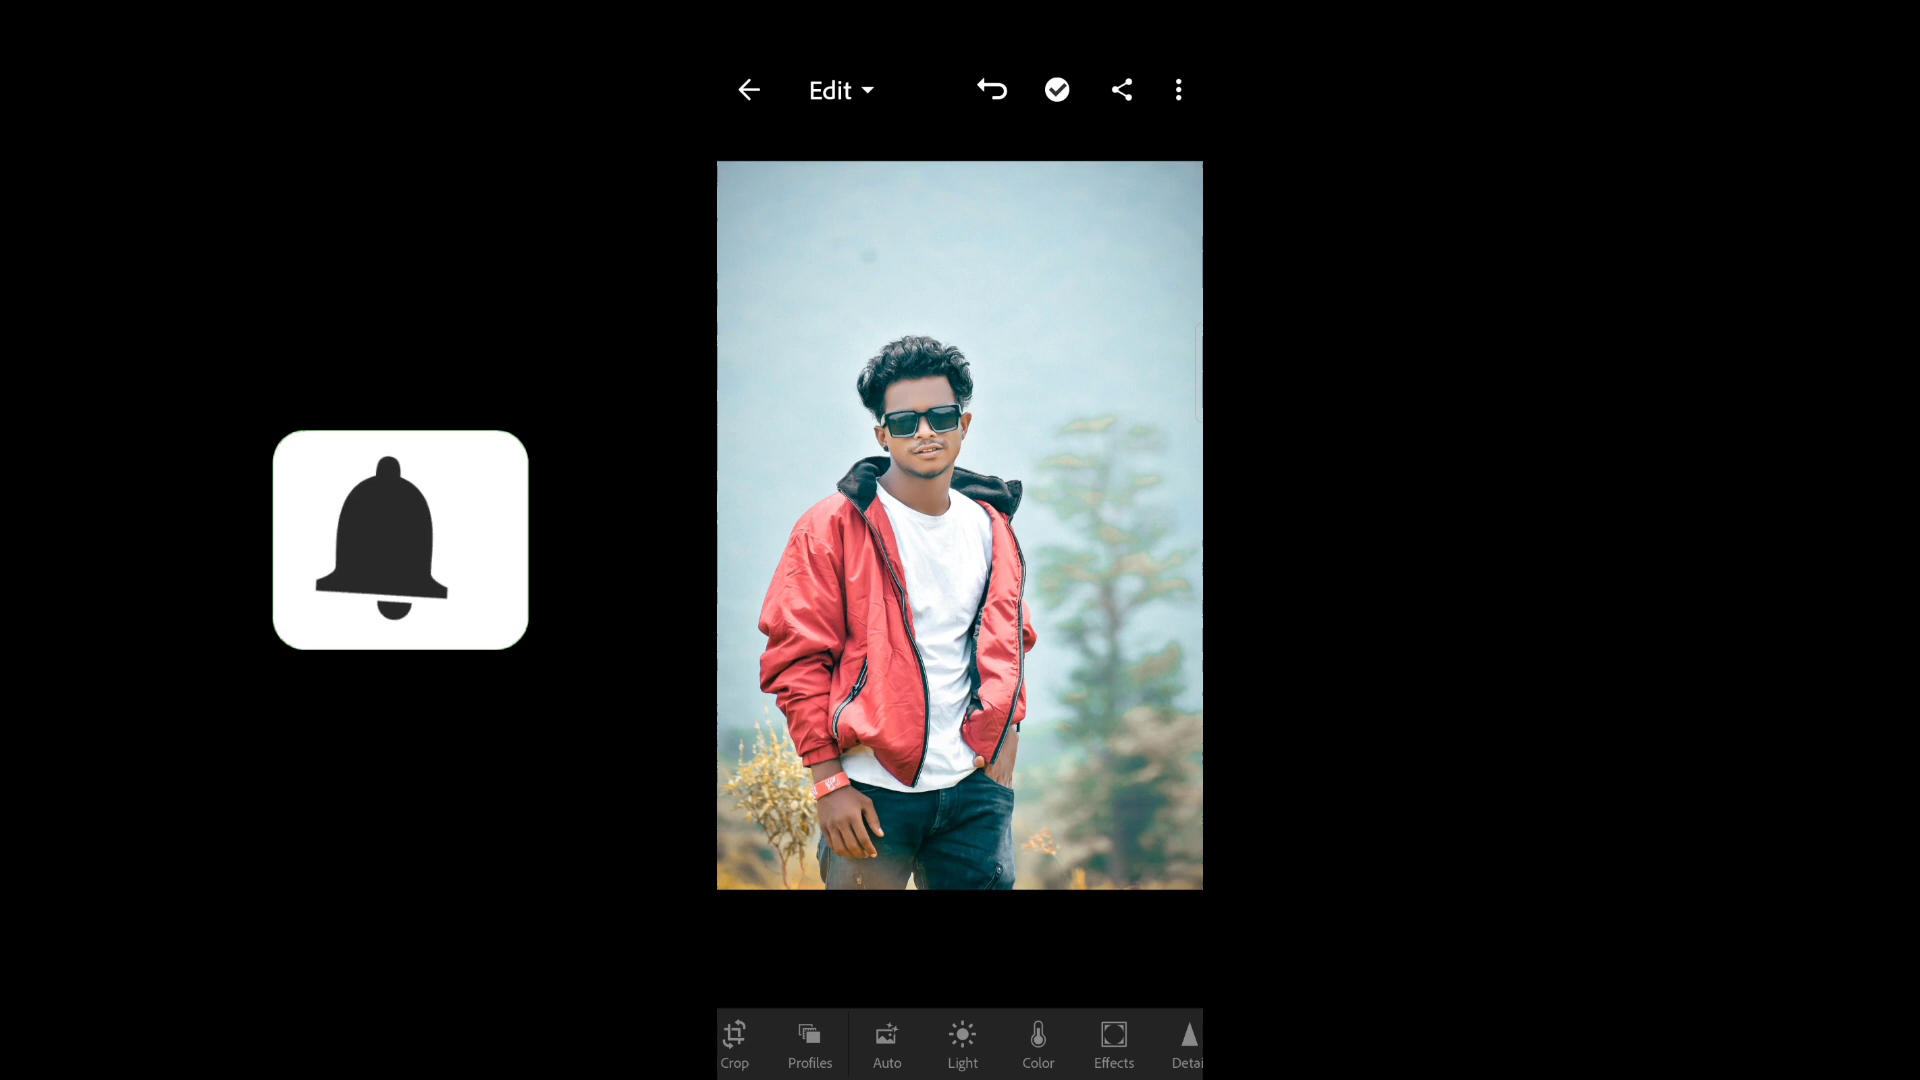 Edit
Crop
Profiles
Auto
Light
Color
Effects
Detai